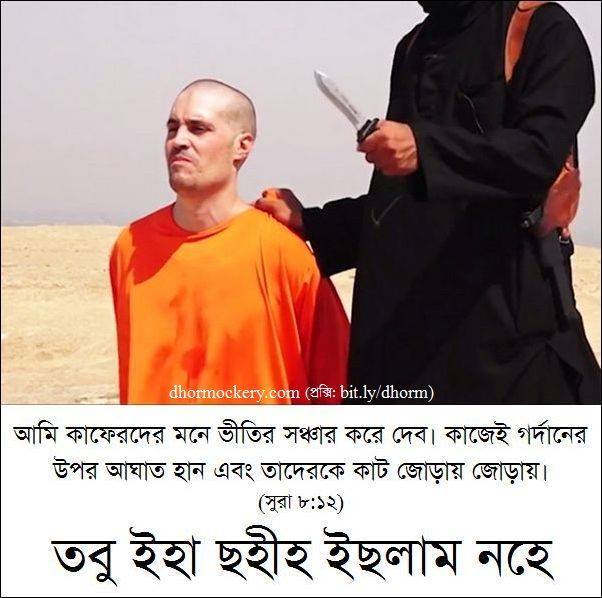 dhormockery.com (প্রক্সি: bit.ly/dhorm)
আমি কাফেরদের মনে ভীতির সঞ্চার করে দেব। কাজেই গর্দানের
উপর আঘাত হান এবং তাদেরকে কাট জোড়ায় জোড়ায়।
(সুরা ৮:১২)
তবু ইহা ছহীহ ইছলাম নহে